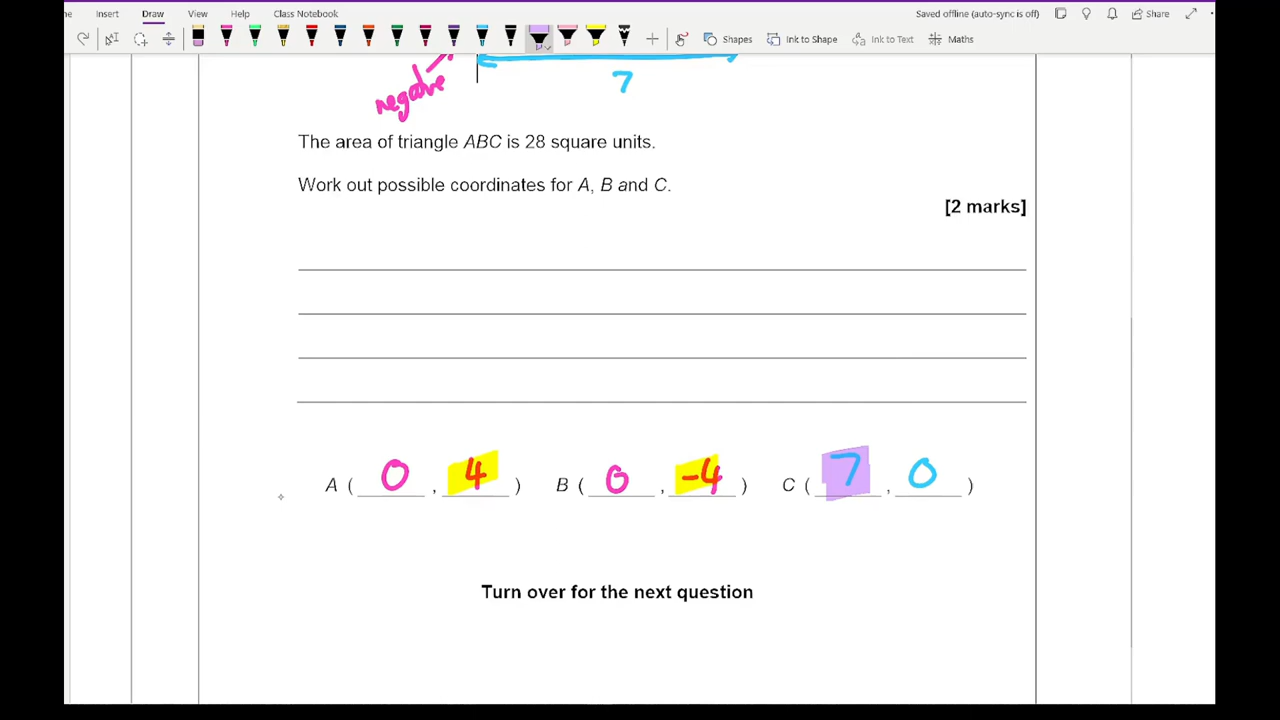 me Insert Draw View Help Class Notebook Saved offline (auto-sync is off) Share
Shapes Ink to Shape Ink to Text Maths
negative
7
The area of triangle ABC is 28 square units.
Work out possible coordinates for A, B and C.
[2 marks]
A ( 0 , 4 ) B ( 0 , -4 ) C ( 7 , 0 )
Turn over for the next question